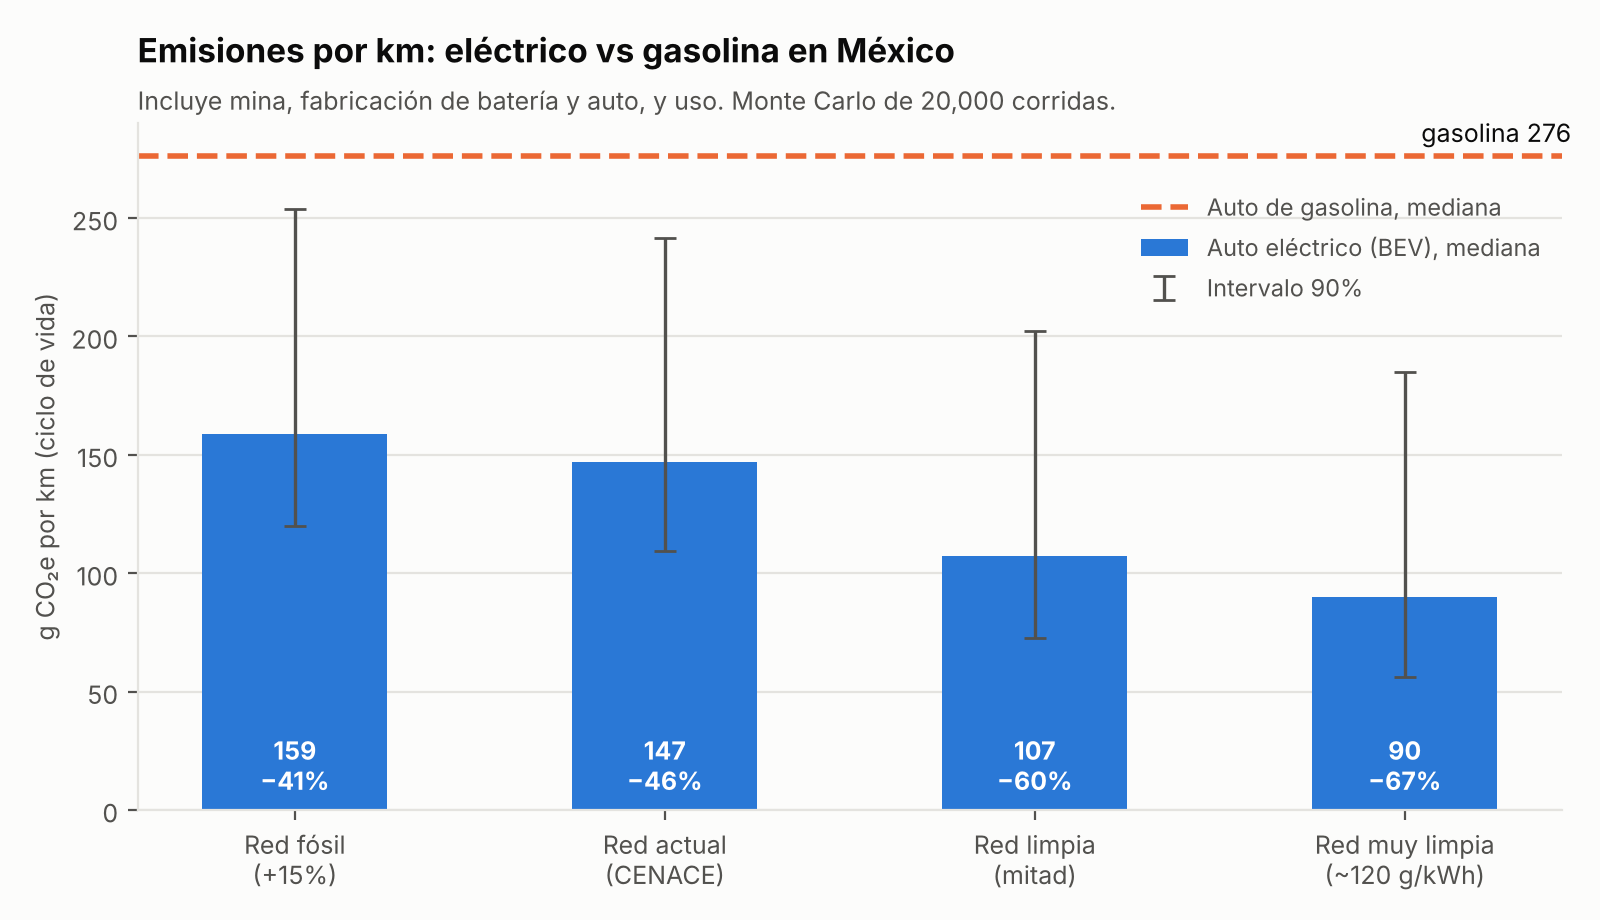 Emisiones por km: eléctrico vs gasolina en México
Incluye mina, fabricación de batería y auto, y uso. Monte Carlo de 20,000 corridas.
gasolina 276
Auto de gasolina, mediana
Auto eléctrico (BEV), mediana
Intervalo 90%
g CO₂e por km (ciclo de vida)
250
200
150
100
50
0
159
−41%
147
−46%
107
−60%
90
−67%
Red fósil
(+15%)
Red actual
(CENACE)
Red limpia
(mitad)
Red muy limpia
(~120 g/kWh)